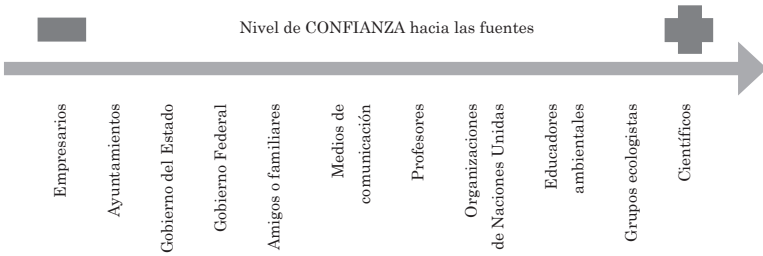 Nivel de CONFIANZA hacia las fuentes
Empresarios
Ayuntamientos
Gobierno del Estado
Gobierno Federal
Amigos o familiares
Medios de
comunicación
Profesores
Organizaciones
de Naciones Unidas
Educadores
ambientales
Grupos ecologistas
Científicos